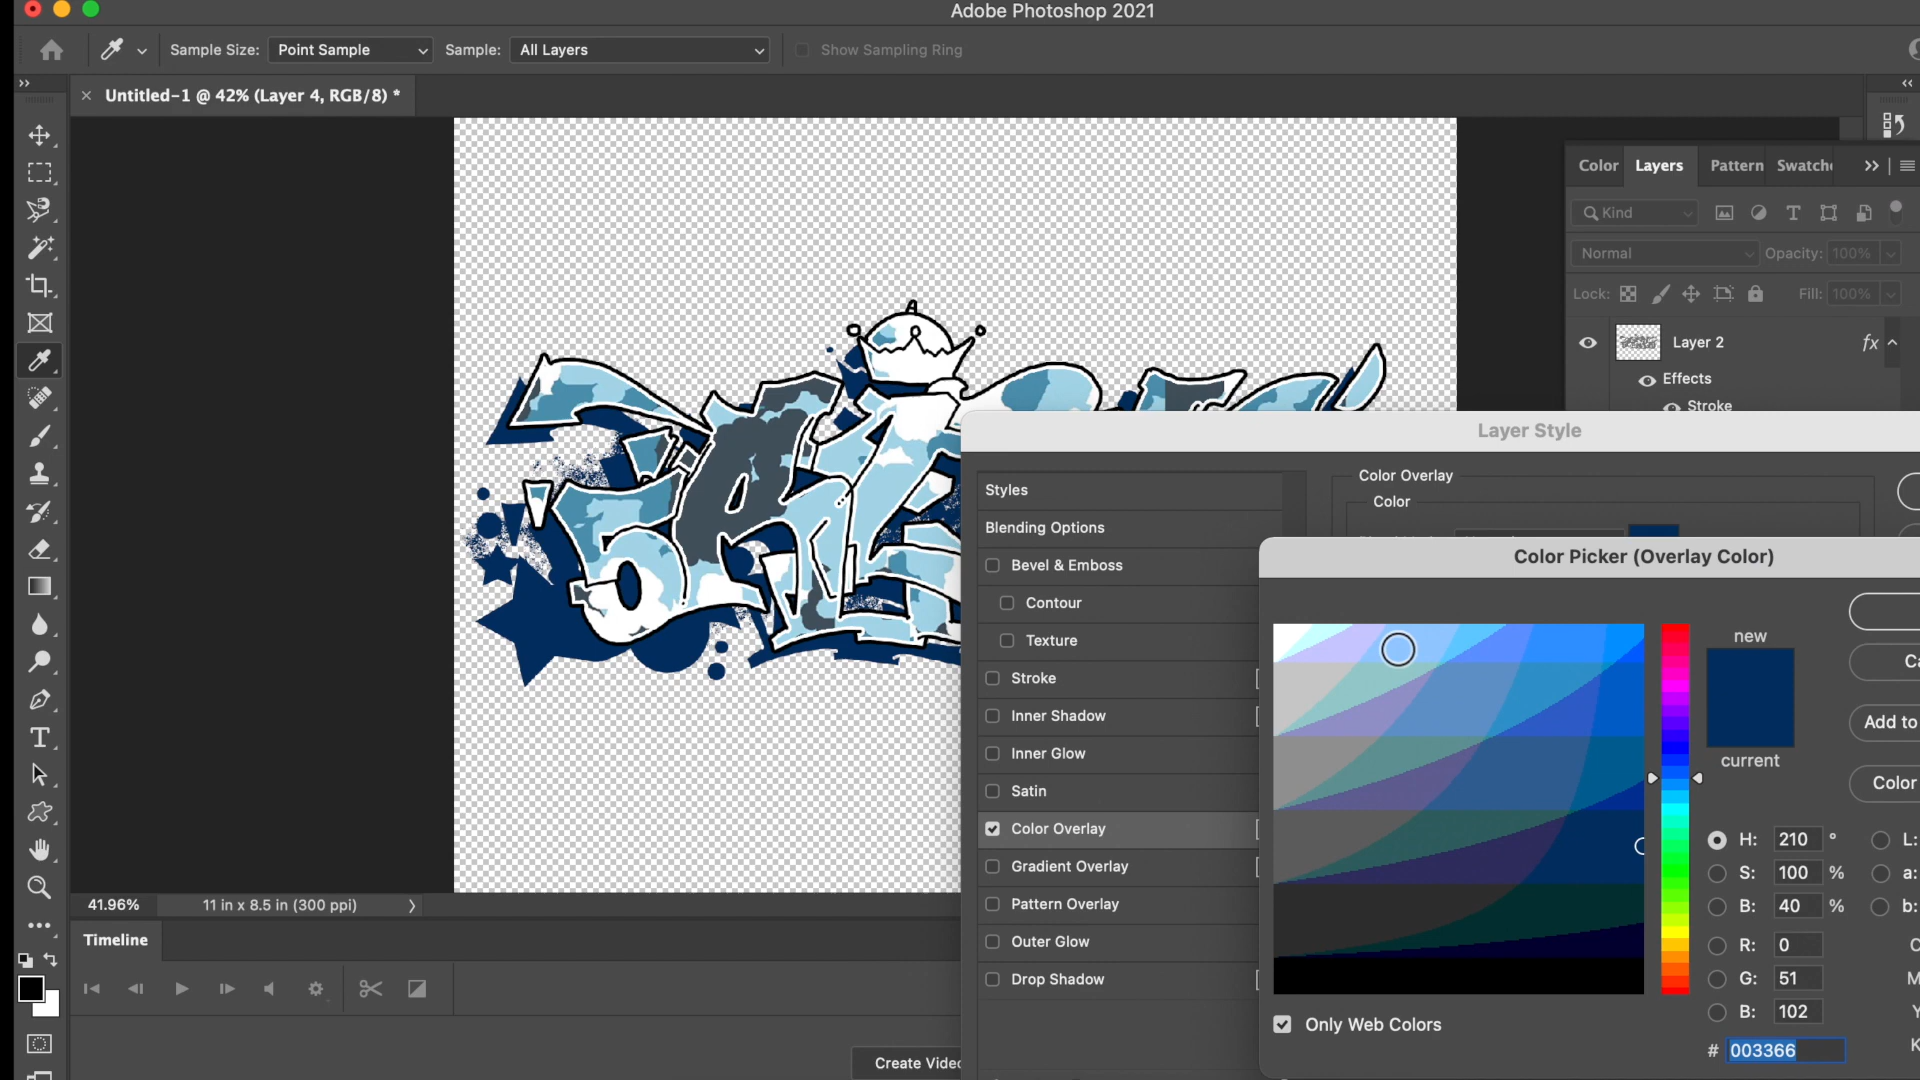 Adobe Photoshop 2021
Sample Size: Point Sample Sample: All Layers Show Sampling Ring
Untitled-1 @ 42% (Layer 4, RGB/8) *
Color Layers Pattern Swatche
Kind
Normal Opacity: 100%
Lock: Fill: 100%
Layer 2 fx
Effects
Stroke
Layer Style
Color Overlay
Color
Styles
Blending Options
Bevel & Emboss
Contour
Texture
Stroke
Inner Shadow
Inner Glow
Satin
Color Overlay
Gradient Overlay
Pattern Overlay
Outer Glow
Drop Shadow
Color Picker (Overlay Color)
new
current
Ca
Add to
Color
H: 210 ° L:
S: 100 % a:
B: 40 % b:
R: 0 C
G: 51 M
B: 102 Y
# 003366 K
Only Web Colors
41.96% 11 in x 8.5 in (300 ppi)
Timeline
Create Video